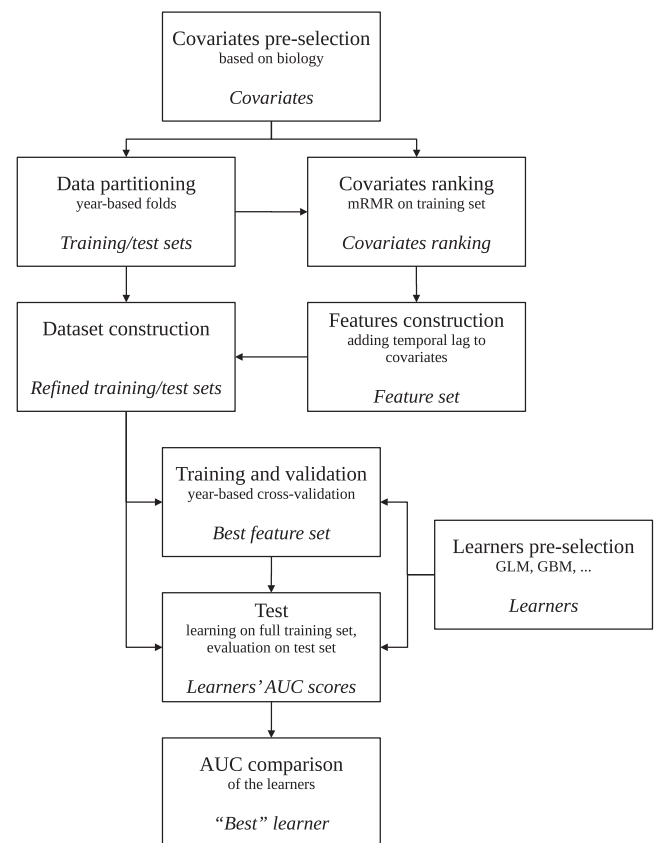 Covariates pre-selection
based on biology
Covariates
Data partitioning
year-based folds
Training/test sets
Covariates ranking
mRMR on training set
Covariates ranking
Dataset construction
Refined training/test sets
Features construction
adding temporal lag to
covariates
Feature set
Training and validation
year-based cross-validation
Best feature set
Learners pre-selection
GLM, GBM, ...
Learners
Test
learning on full training set,
evaluation on test set
Learners’ AUC scores
AUC comparison
of the learners
“Best” learner